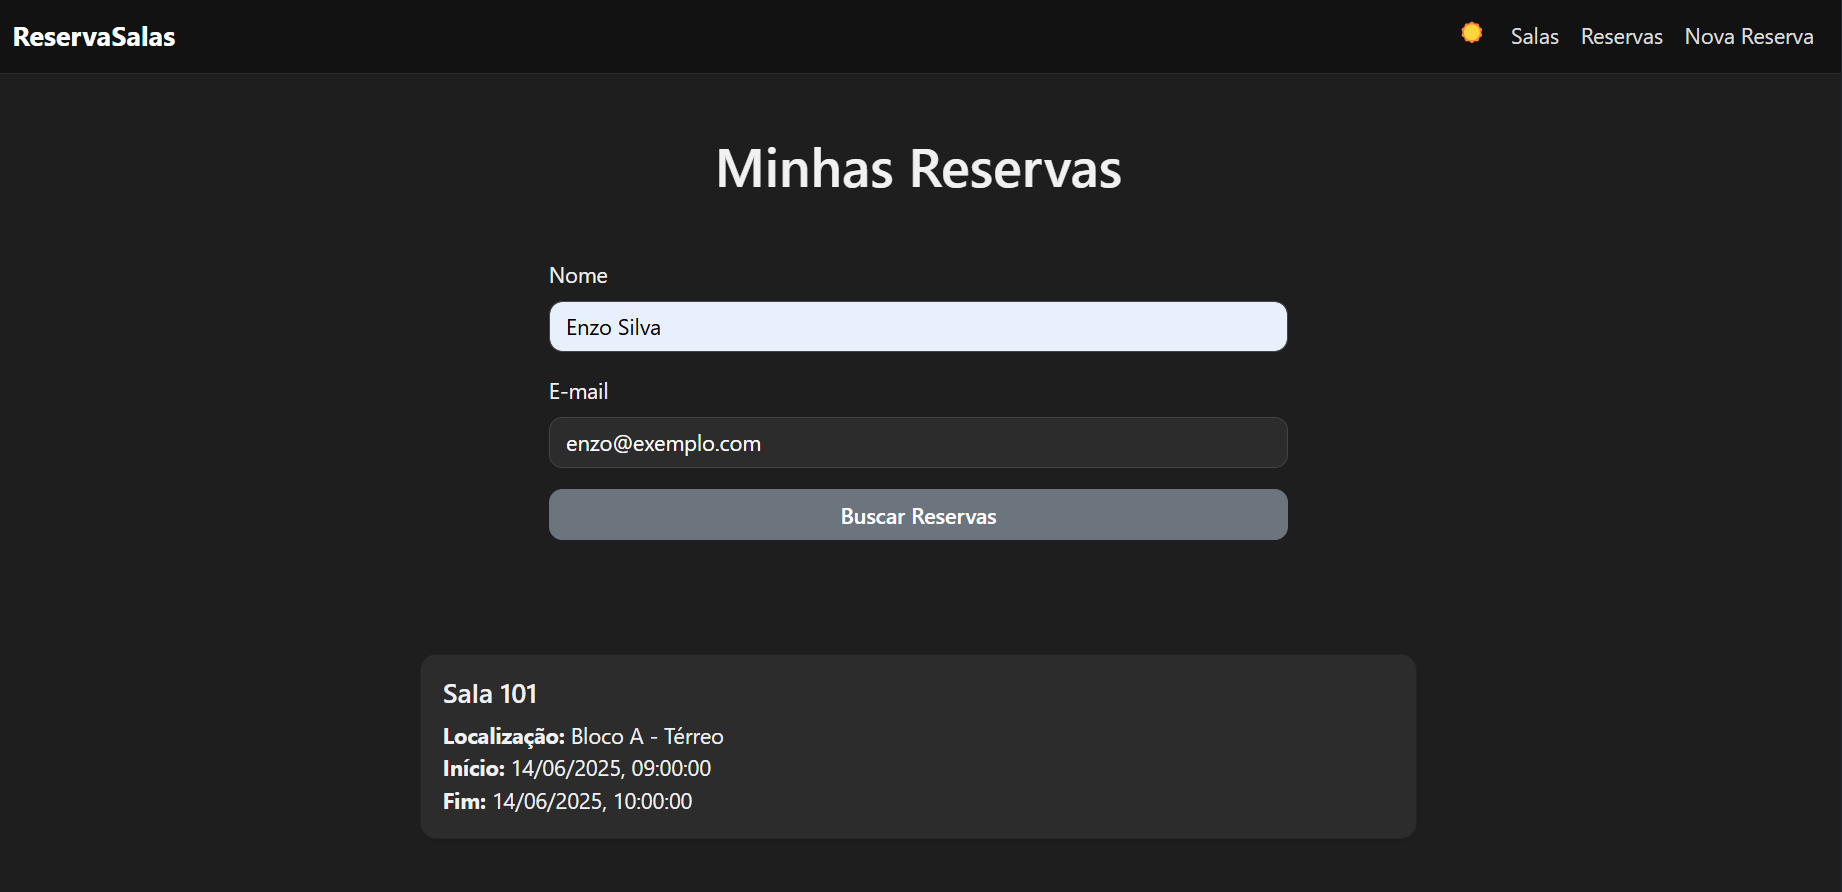 ReservaSalas
Salas Reservas Nova Reserva
Minhas Reservas
Nome
Enzo Silva
E-mail
enzo@exemplo.com
Buscar Reservas
Sala 101
Localização: Bloco A - Térreo
Início: 14/06/2025, 09:00:00
Fim: 14/06/2025, 10:00:00